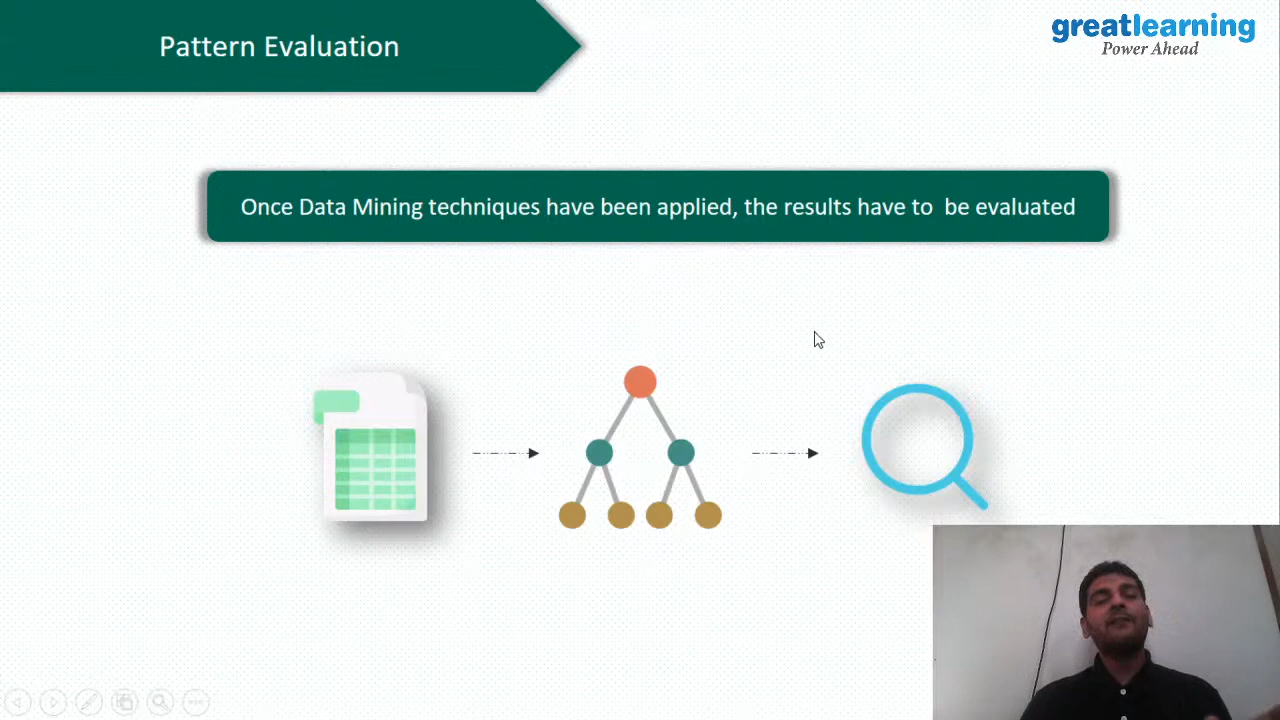 Pattern Evaluation
greatlearning
Power Ahead
Once Data Mining techniques have been applied, the results have to be evaluated